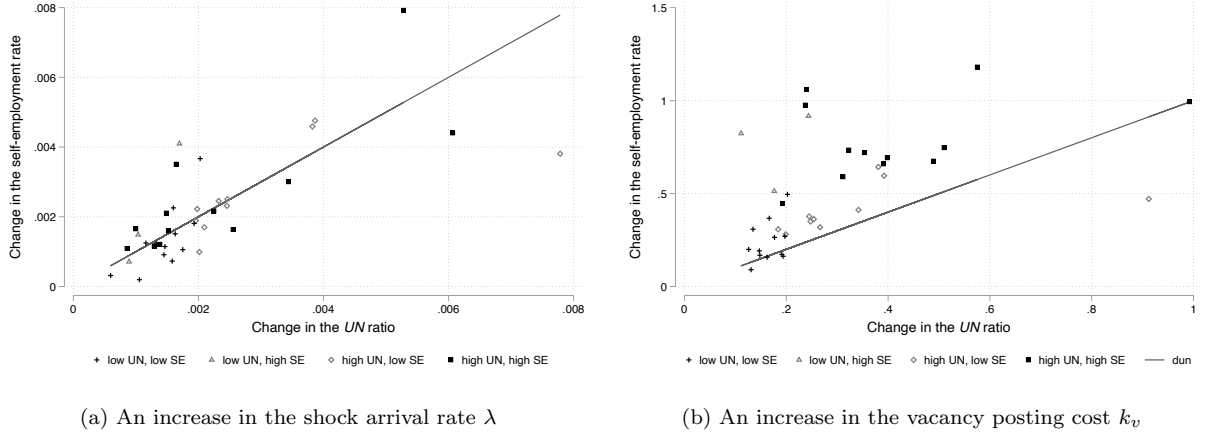 Change in the self-employment rate
.008
.006
.004
.002
0
0
.002
.004
.006
.008
Change in the UN ratio
low UN, low SE
low UN, high SE
high UN, low SE
high UN, high SE
(a) An increase in the shock arrival rate λ
Change in the self-employment rate
1.5
1
.5
0
0
.2
.4
.6
.8
1
Change in the UN ratio
low UN, low SE
low UN, high SE
high UN, low SE
high UN, high SE
dun
(b) An increase in the vacancy posting cost kᵥ